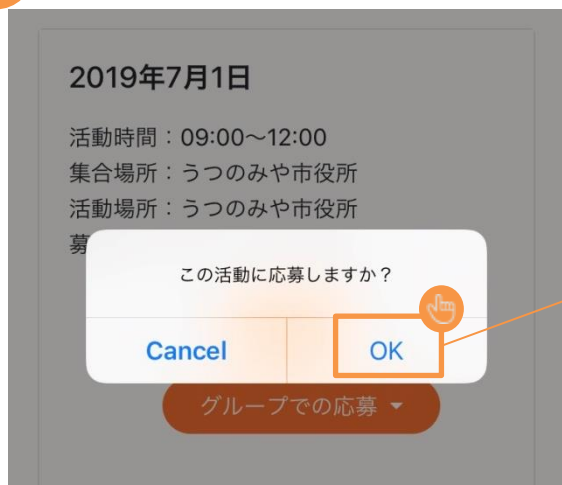 2019年7月1日
活動時間：09:00～12:00
集合場所：うつのみや市役所
活動場所：うつのみや市役所
募
この活動に応募しますか？
Cancel
OK
グループでの応募